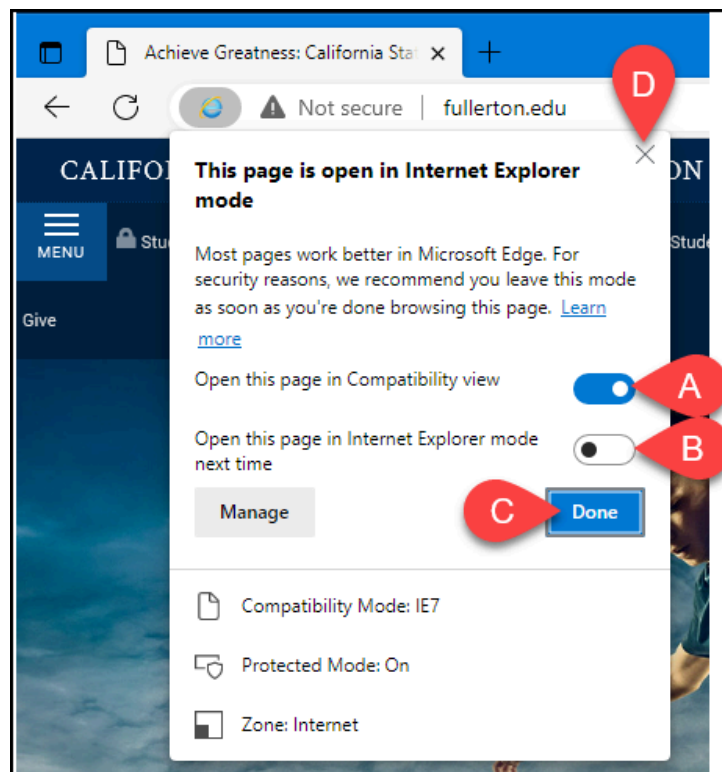 Achieve Greatness: California Sta
D
Not secure | fullerton.edu
CALIFO
ON
This page is open in Internet Explorer
mode
MENU
Stu
Stude
Most pages work better in Microsoft Edge. For
security reasons, we recommend you leave this mode
as soon as you're done browsing this page. Learn
more
Give
Open this page in Compatibility view
A
Open this page in Internet Explorer mode
next time
B
Manage
C
Done
Compatibility Mode: IE7
Protected Mode: On
Zone: Internet